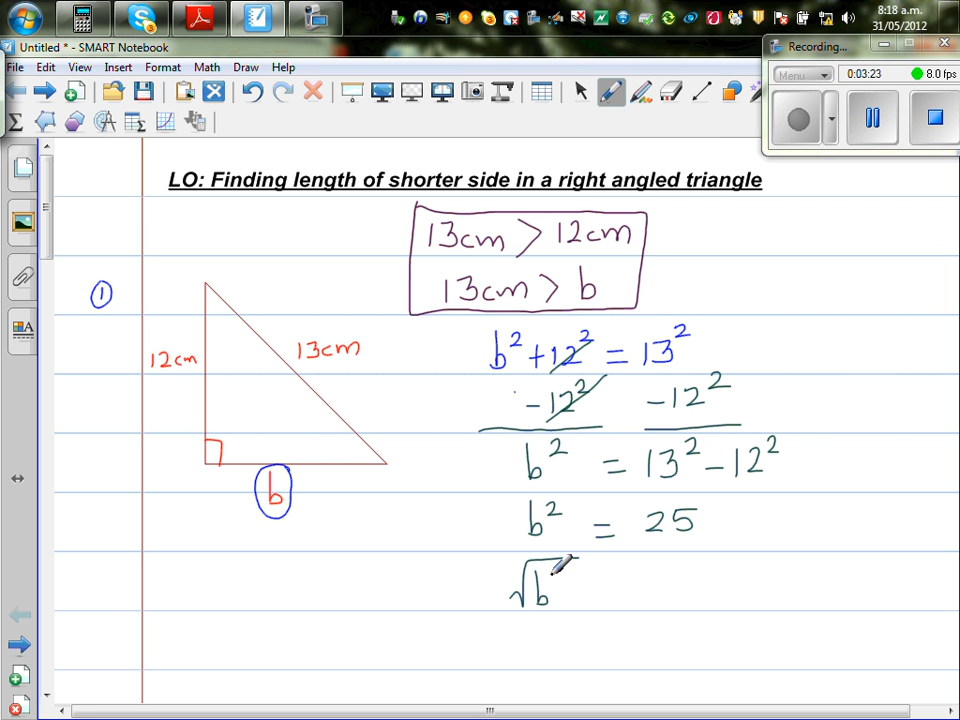 8:18 a.m.
31/05/2012
Untitled * - SMART Notebook
Recording...
File Edit View Insert Format Math Draw Help
Menu
0:03:23
8.0 fps
LO: Finding length of shorter side in a right angled triangle
13cm > 12cm
13cm > b
①
12cm
13cm
b
b² + 12² = 13²
- 12² - 12²
b² = 13² - 12²
b² = 25
√b